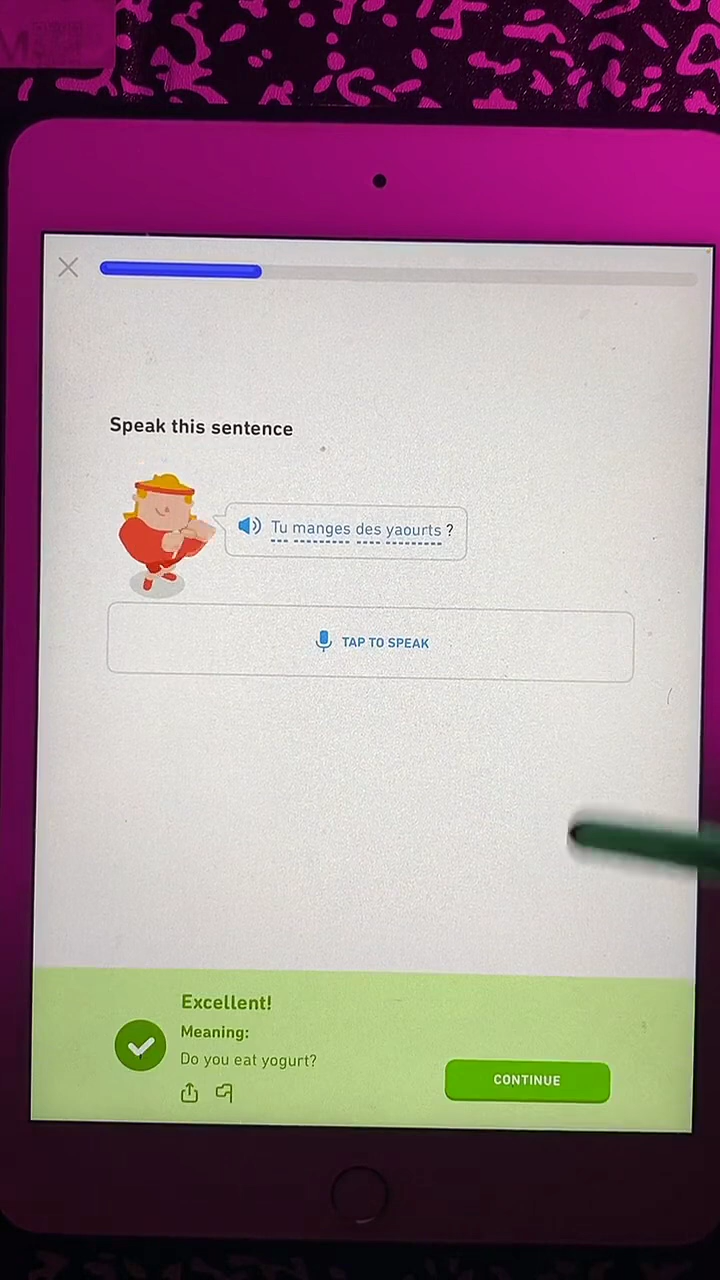 Speak this sentence
Tu manges des yaourts ?
TAP TO SPEAK
Excellent!
Meaning:
Do you eat yogurt?
CONTINUE